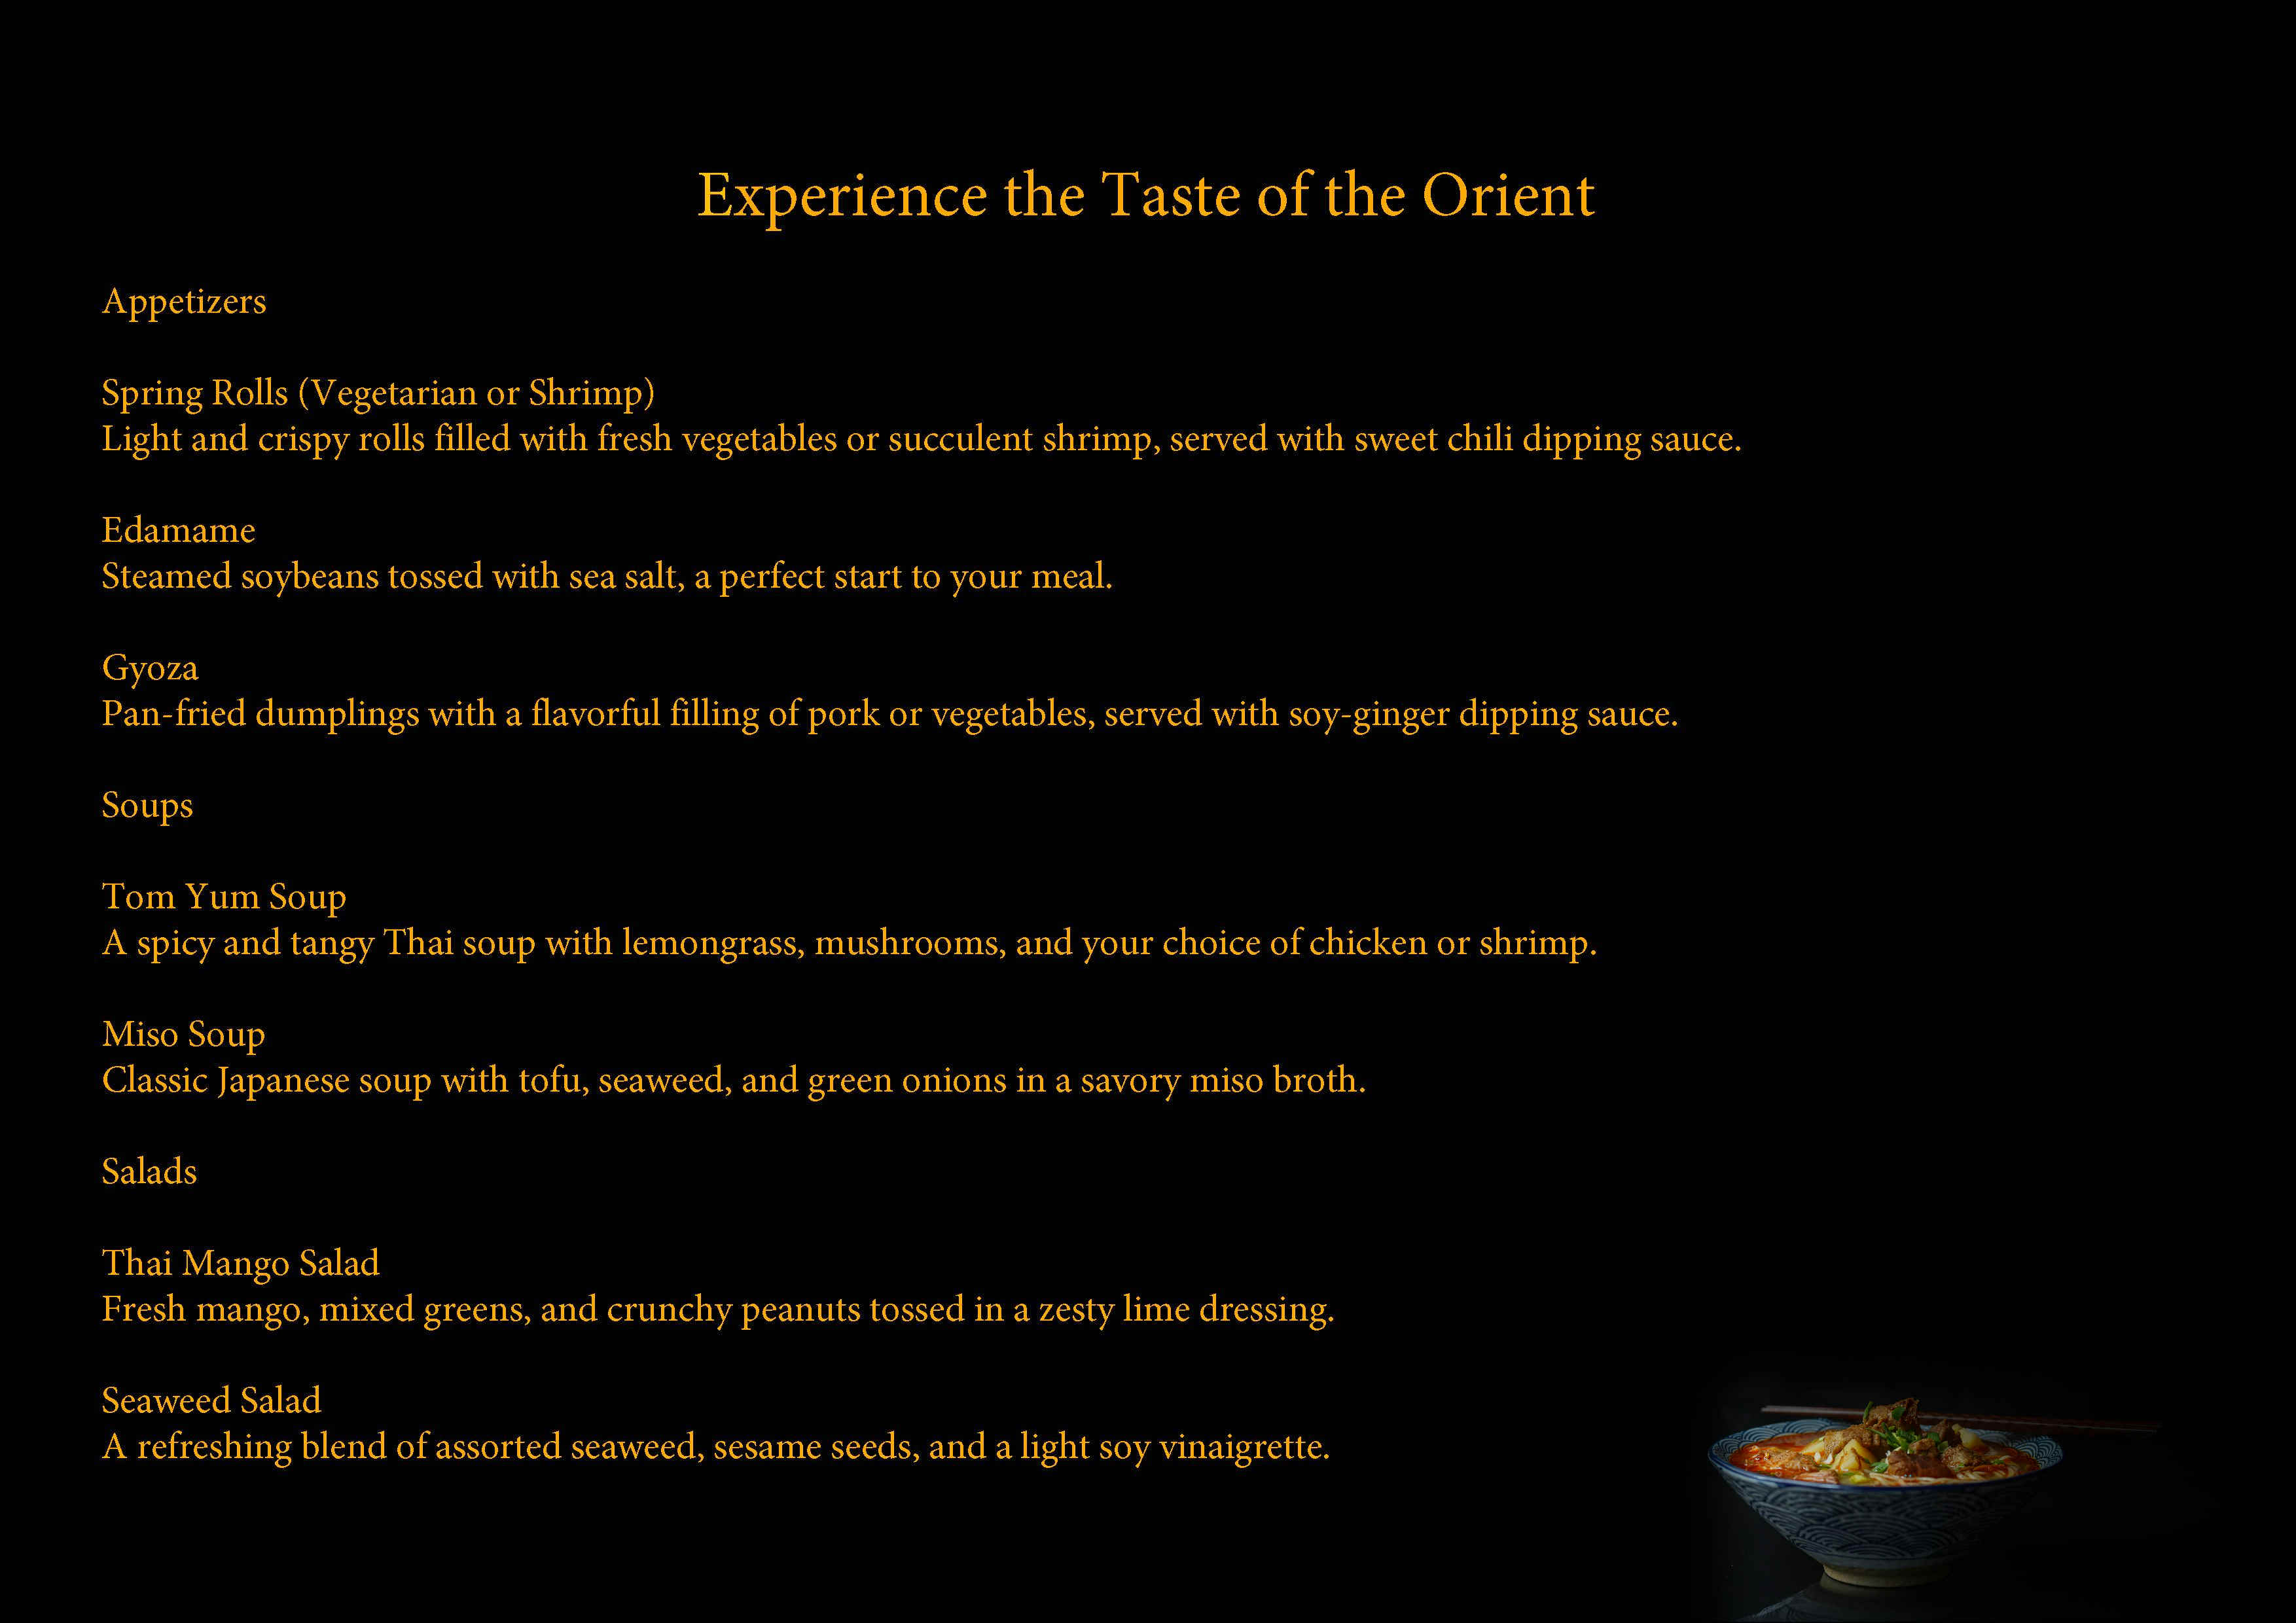 Experience the Taste of the Orient
Appetizers
Spring Rolls (Vegetarian or Shrimp)
Light and crispy rolls filled with fresh vegetables or succulent shrimp, served with sweet chili dipping sauce.
Edamame
Steamed soybeans tossed with sea salt, a perfect start to your meal.
Gyoza
Pan-fried dumplings with a flavorful filling of pork or vegetables, served with soy-ginger dipping sauce.
Soups
Tom Yum Soup
A spicy and tangy Thai soup with lemongrass, mushrooms, and your choice of chicken or shrimp.
Miso Soup
Classic Japanese soup with tofu, seaweed, and green onions in a savory miso broth.
Salads
Thai Mango Salad
Fresh mango, mixed greens, and crunchy peanuts tossed in a zesty lime dressing.
Seaweed Salad
A refreshing blend of assorted seaweed, sesame seeds, and a light soy vinaigrette.